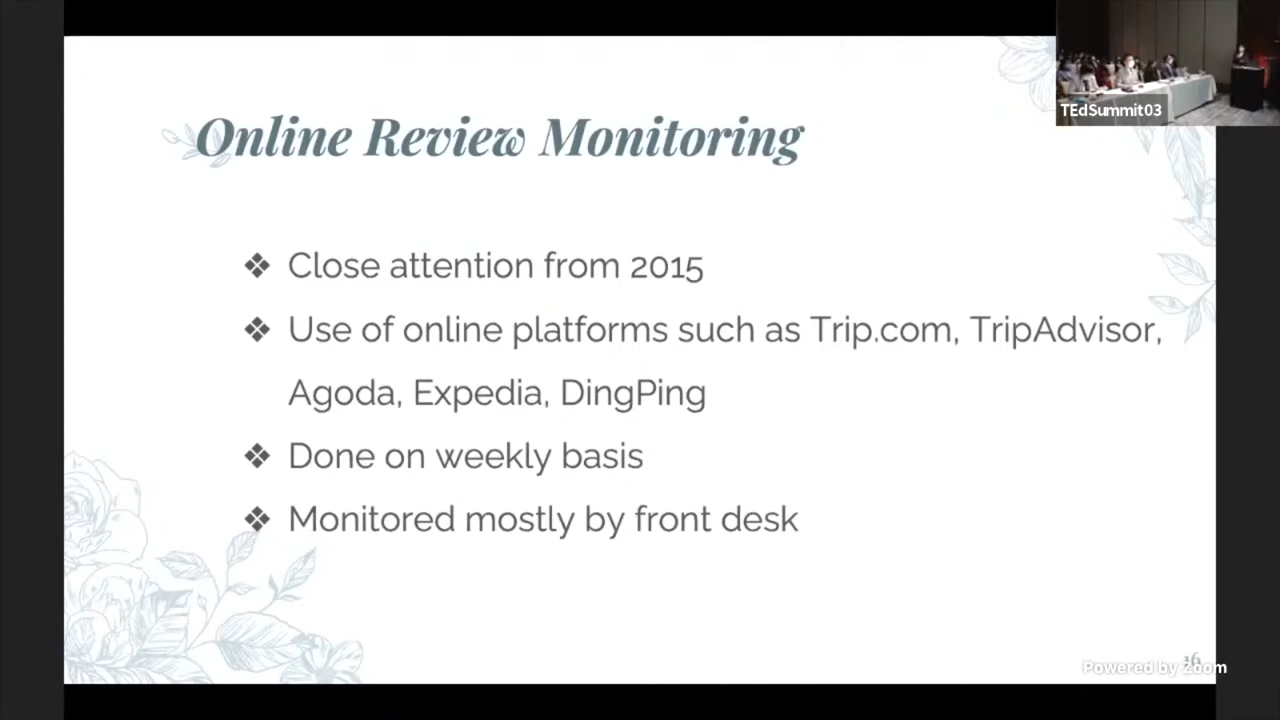 TEdSummit03
Online Review Monitoring
❖ Close attention from 2015
❖ Use of online platforms such as Trip.com, TripAdvisor,
Agoda, Expedia, DingPing
❖ Done on weekly basis
❖ Monitored mostly by front desk
16
Powered by Zoom